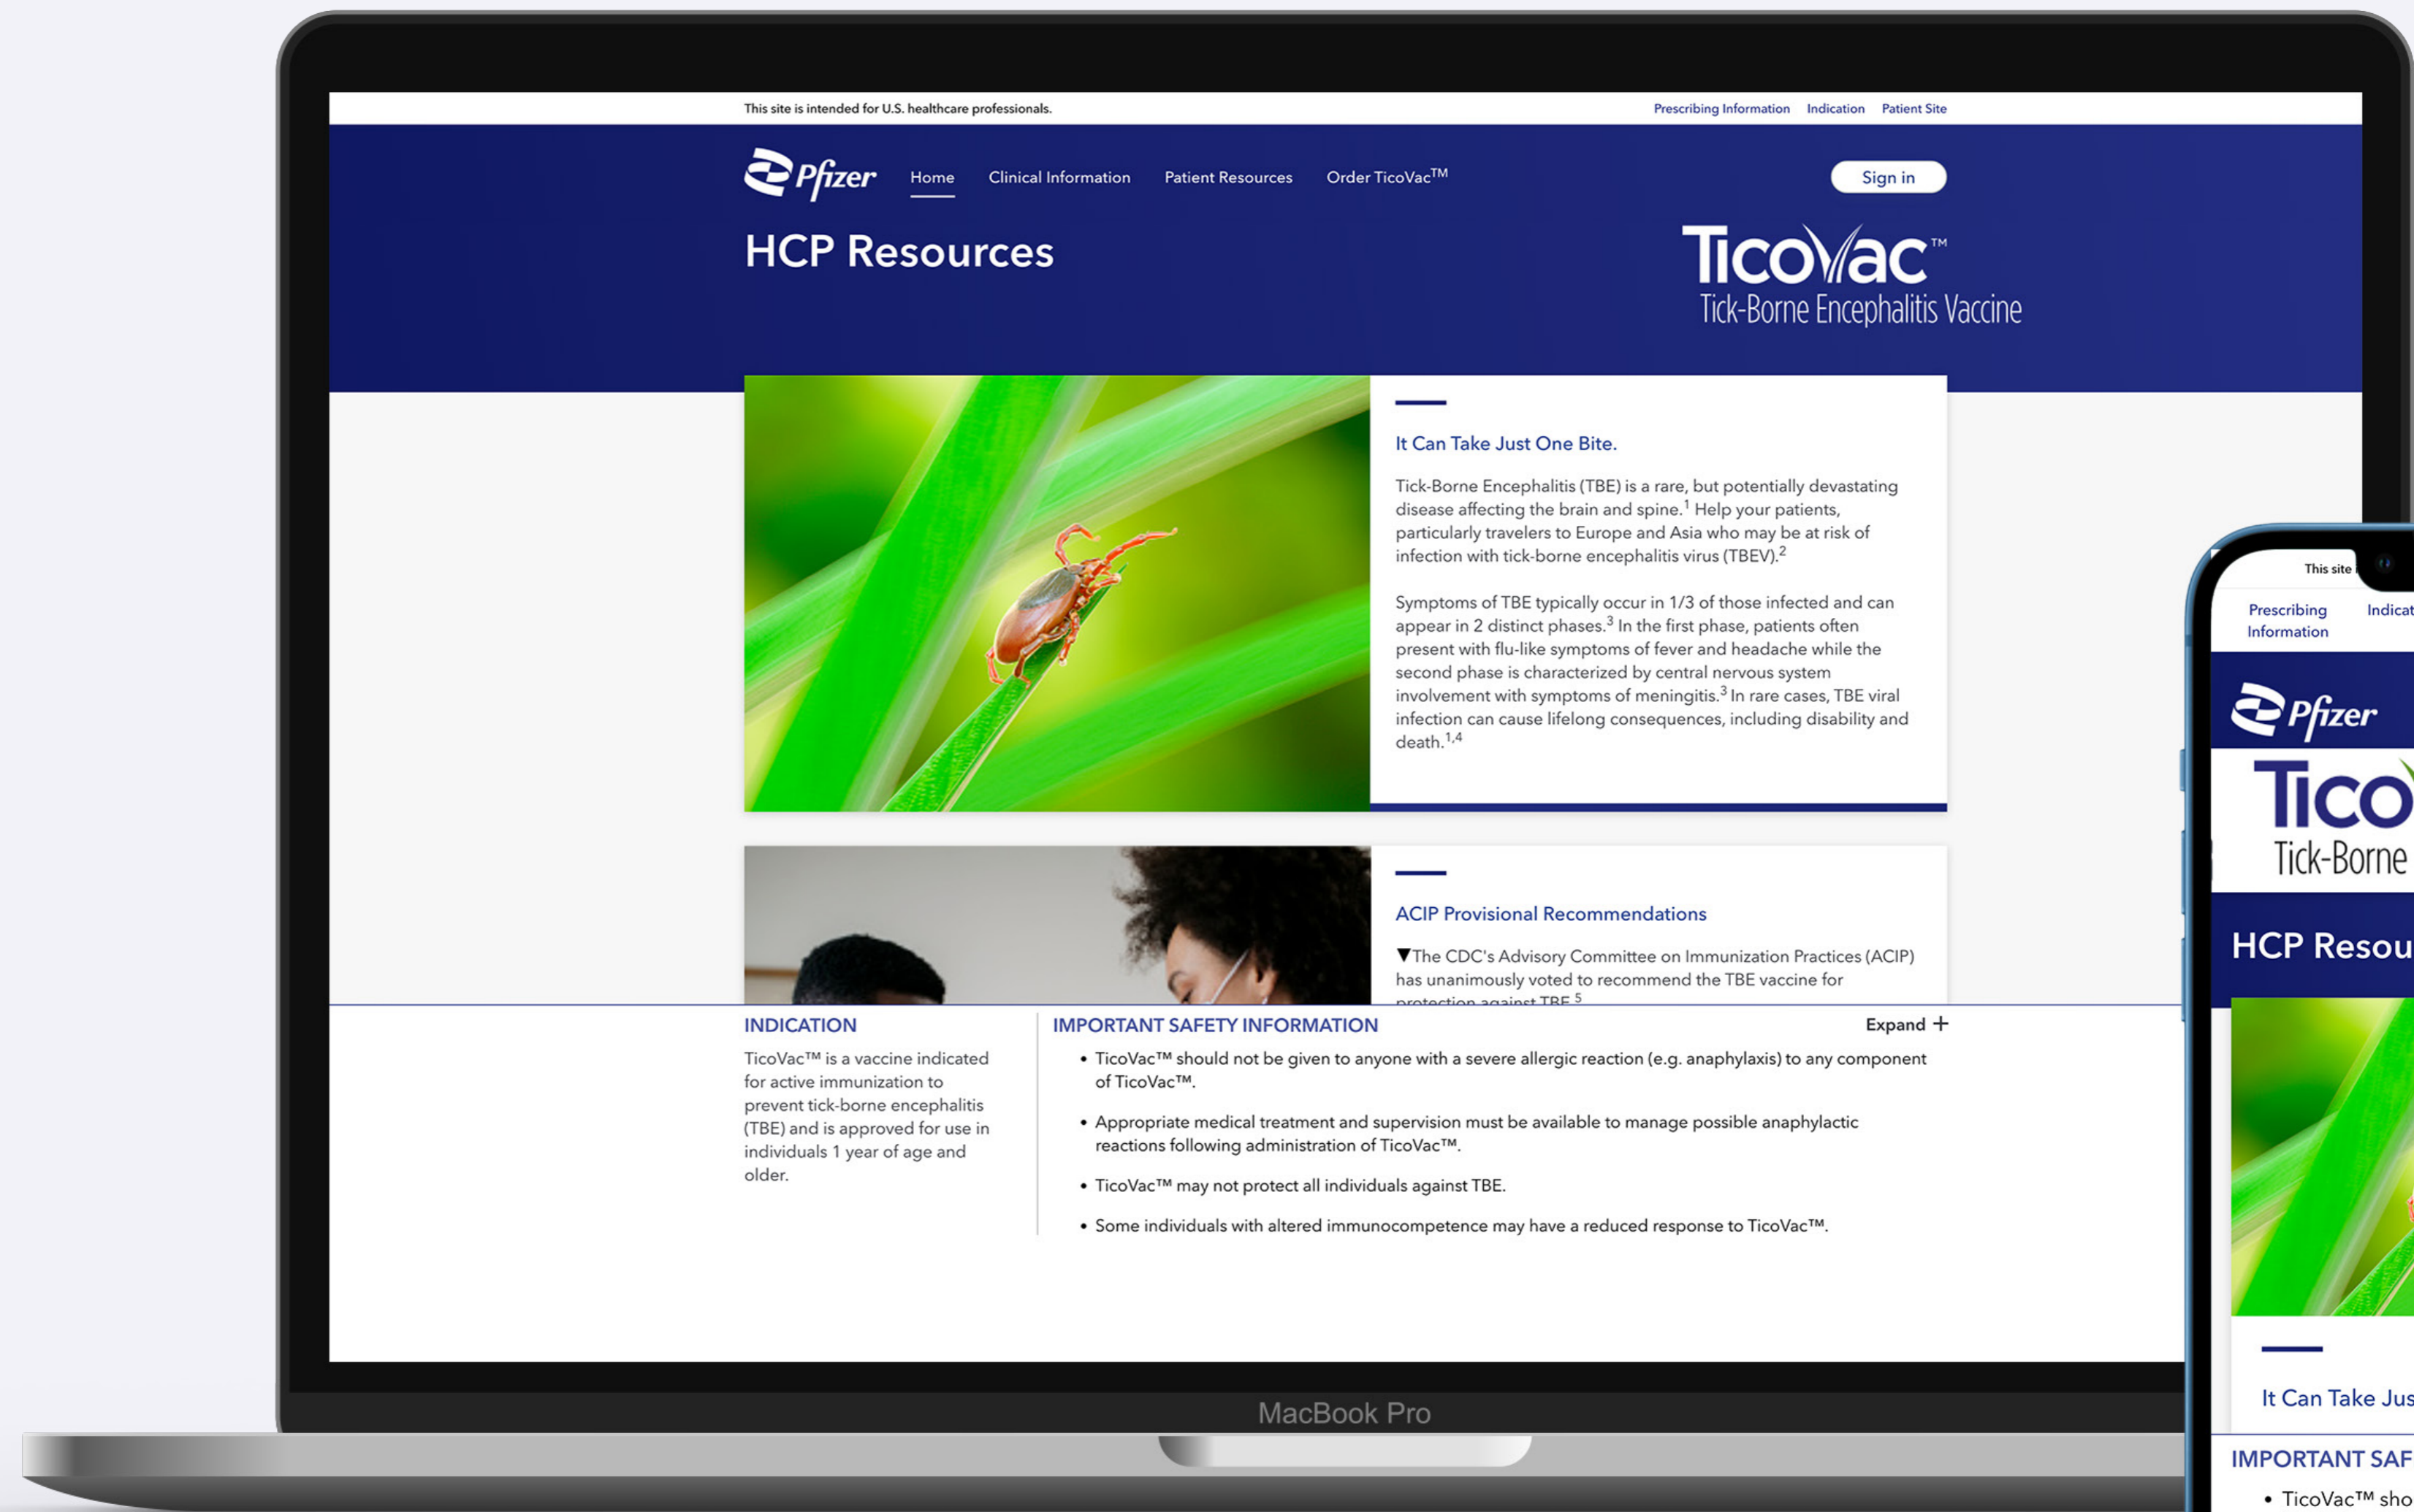 This site is intended for U.S. healthcare professionals.
Prescribing Information Indication Patient Site
Pfizer Home Clinical Information Patient Resources Order TicoVac™ Sign in
HCP Resources
TicoVac™
Tick-Borne Encephalitis Vaccine
It Can Take Just One Bite.
Tick-Borne Encephalitis (TBE) is a rare, but potentially devastating
disease affecting the brain and spine.¹ Help your patients,
particularly travelers to Europe and Asia who may be at risk of
infection with tick-borne encephalitis virus (TBEV).²
Symptoms of TBE typically occur in 1/3 of those infected and can
appear in 2 distinct phases.³ In the first phase, patients often
present with flu-like symptoms of fever and headache while the
second phase is characterized by central nervous system
involvement with symptoms of meningitis.³ In rare cases, TBE viral
infection can cause lifelong consequences, including disability and
death.¹,⁴
ACIP Provisional Recommendations
▼The CDC's Advisory Committee on Immunization Practices (ACIP)
has unanimously voted to recommend the TBE vaccine for
protection against TBE.⁵
INDICATION
TicoVac™ is a vaccine indicated
for active immunization to
prevent tick-borne encephalitis
(TBE) and is approved for use in
individuals 1 year of age and
older.
IMPORTANT SAFETY INFORMATION
Expand +
• TicoVac™ should not be given to anyone with a severe allergic reaction (e.g. anaphylaxis) to any component
of TicoVac™.
• Appropriate medical treatment and supervision must be available to manage possible anaphylactic
reactions following administration of TicoVac™.
• TicoVac™ may not protect all individuals against TBE.
• Some individuals with altered immunocompetence may have a reduced response to TicoVac™.
MacBook Pro
This site
Prescribing
Information
Indicat
Pfizer
Tico
Tick-Borne
HCP Resou
It Can Take Jus
IMPORTANT SAF
• TicoVac™ sho